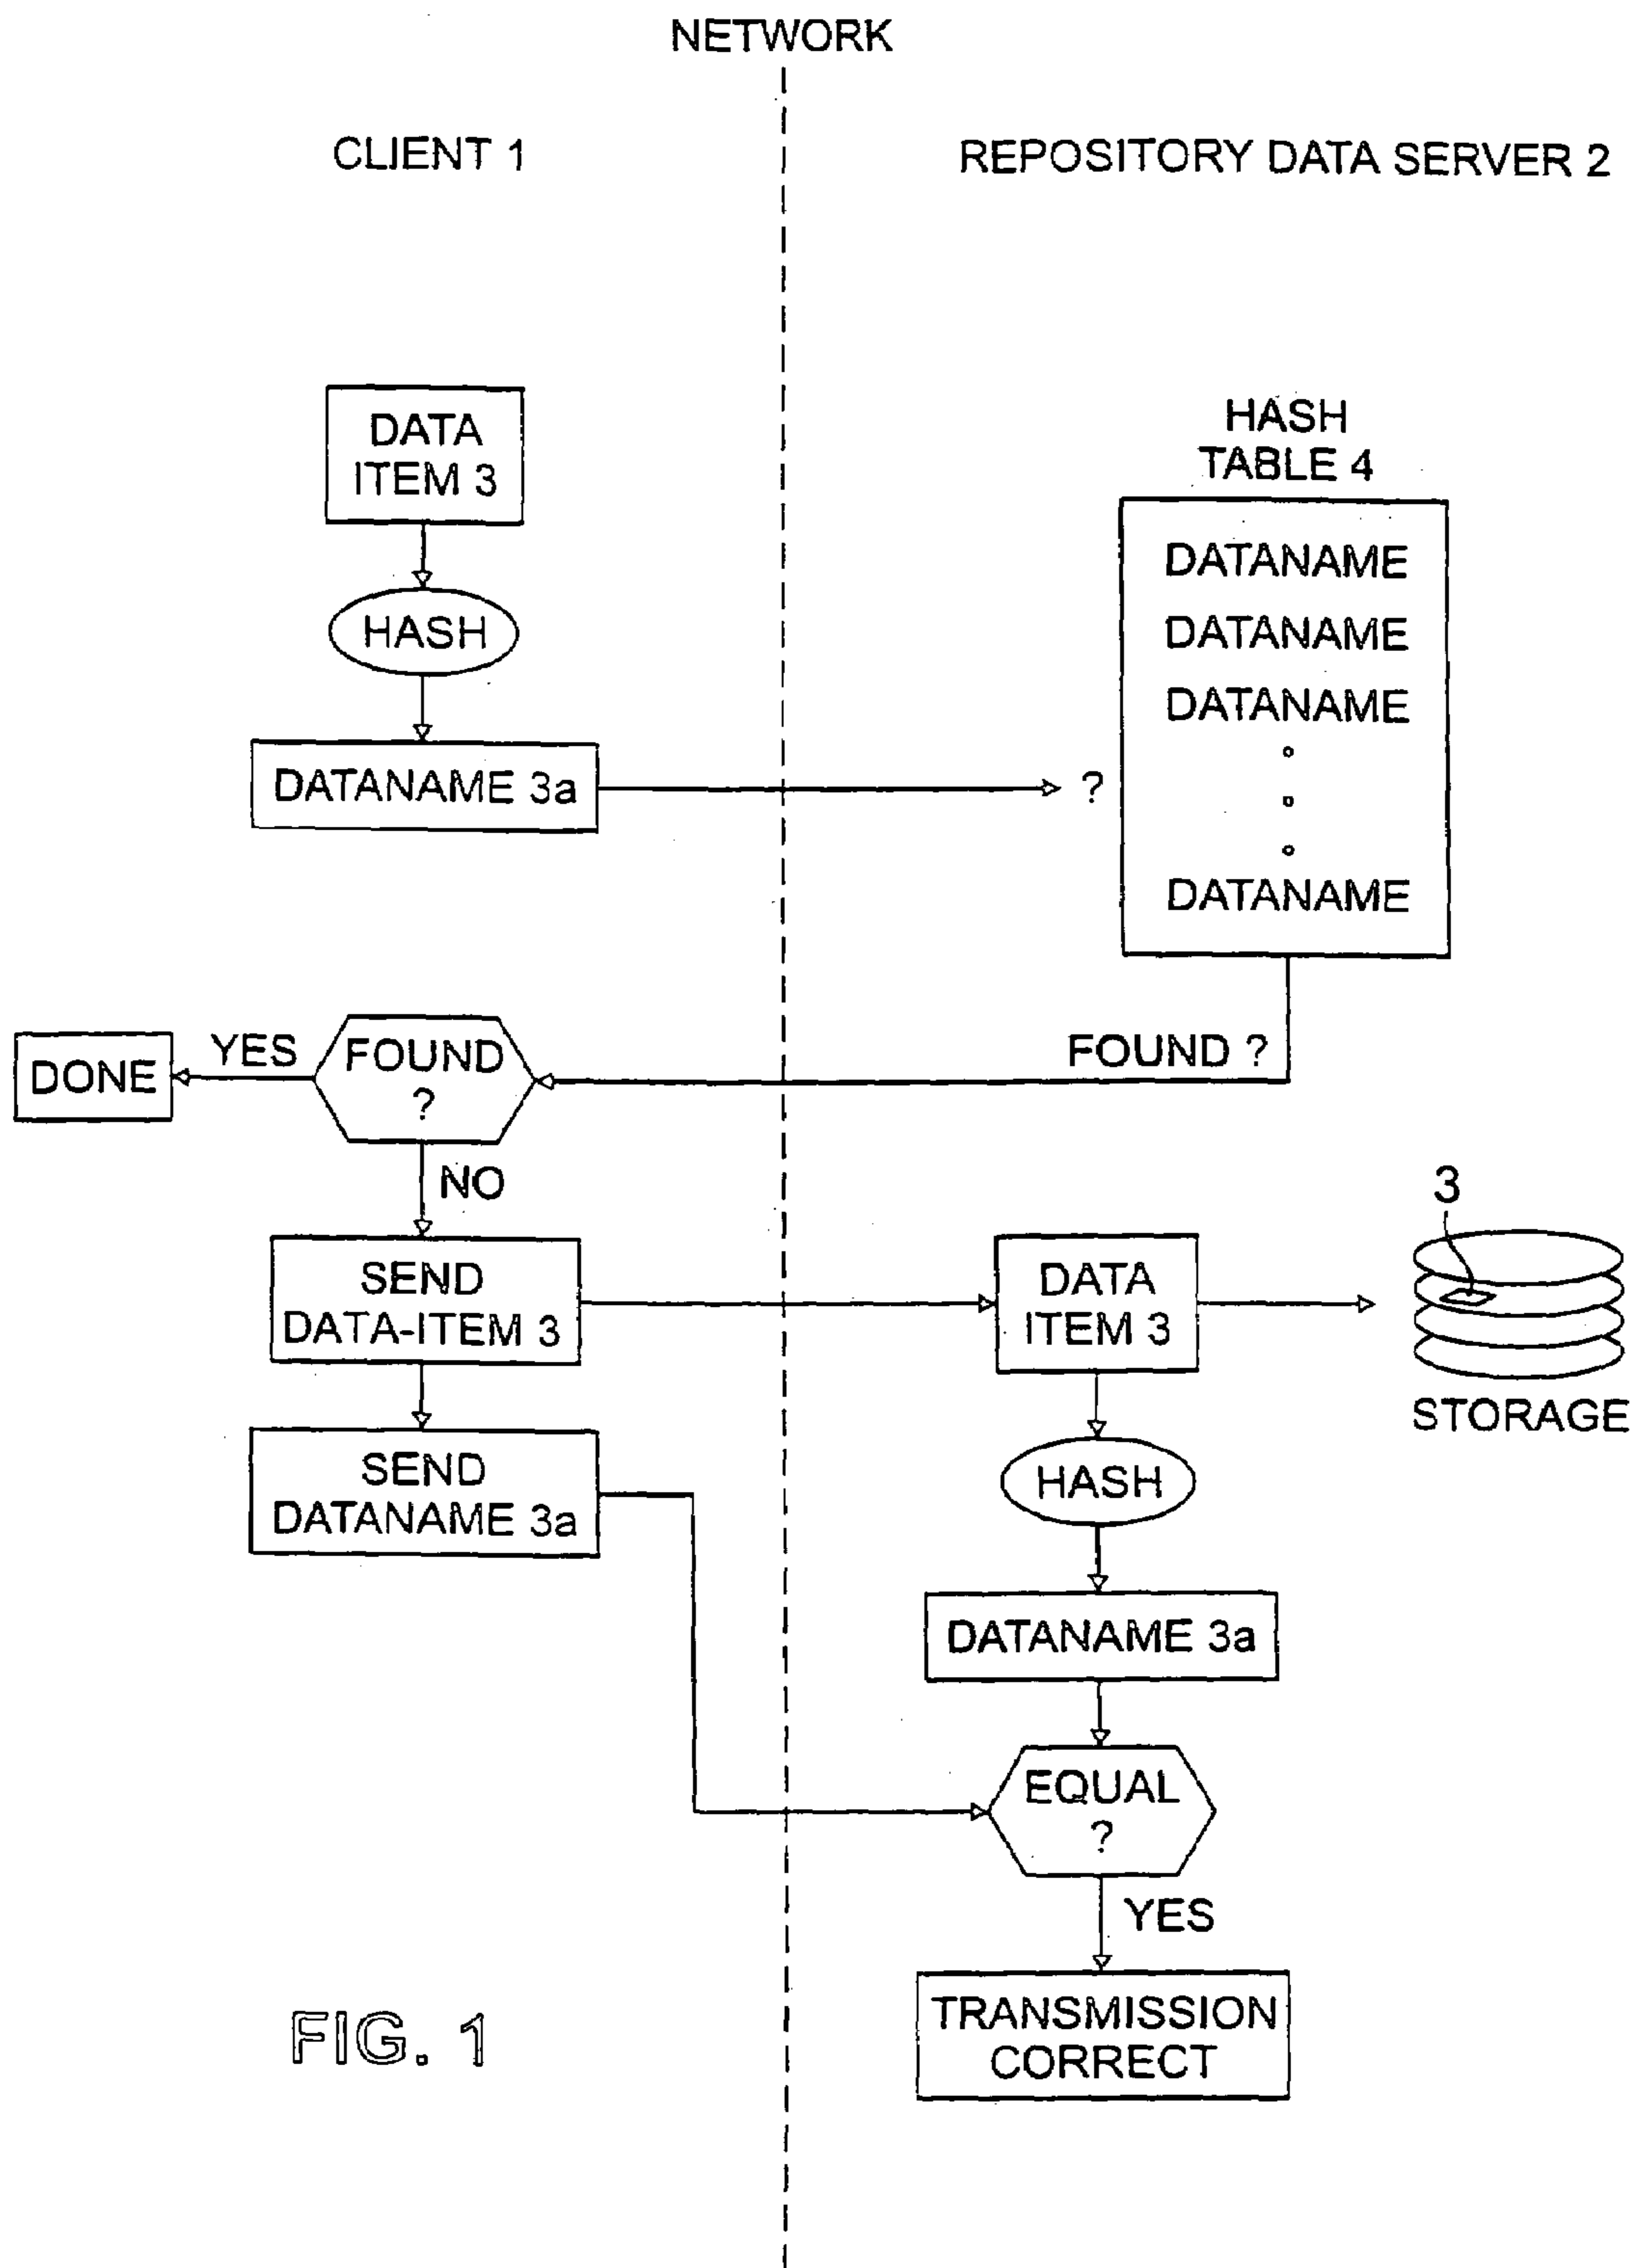 NETWORK
CLIENT 1
REPOSITORY DATA SERVER 2
DATA
ITEM 3
HASH
TABLE 4
DATANAME
HASH
DATANAME
DATANAME
DATANAME 3a
?
DATANAME
FOUND ?
YES
FOUND
?
DONE
NO
3
SEND
DATA-ITEM 3
DATA
ITEM 3
STORAGE
SEND
DATANAME 3a
HASH
DATANAME 3a
EQUAL
?
YES
TRANSMISSION
CORRECT
FIG. 1